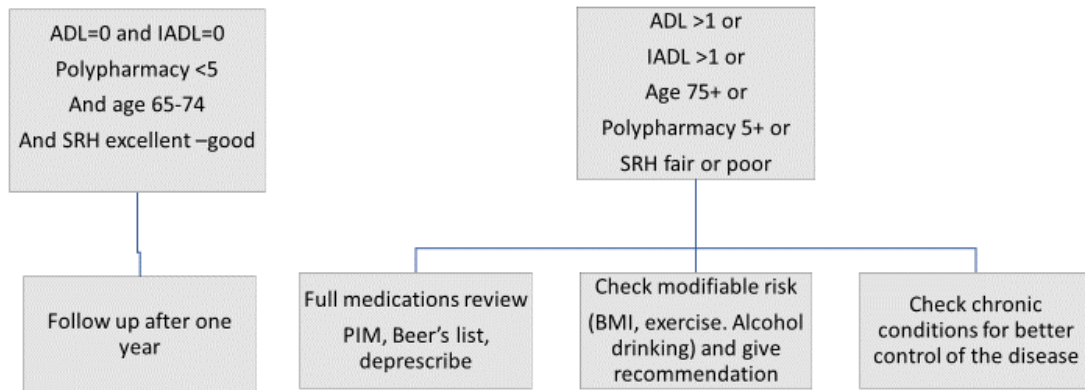 ADL=0 and IADL=0
Polypharmacy <5
And age 65-74
And SRH excellent –good
ADL >1 or
IADL >1 or
Age 75+ or
Polypharmacy 5+ or
SRH fair or poor
Follow up after one
year
Full medications review
PIM, Beer’s list,
deprescribe
Check modifiable risk
(BMI, exercise. Alcohol
drinking) and give
recommendation
Check chronic
conditions for better
control of the disease